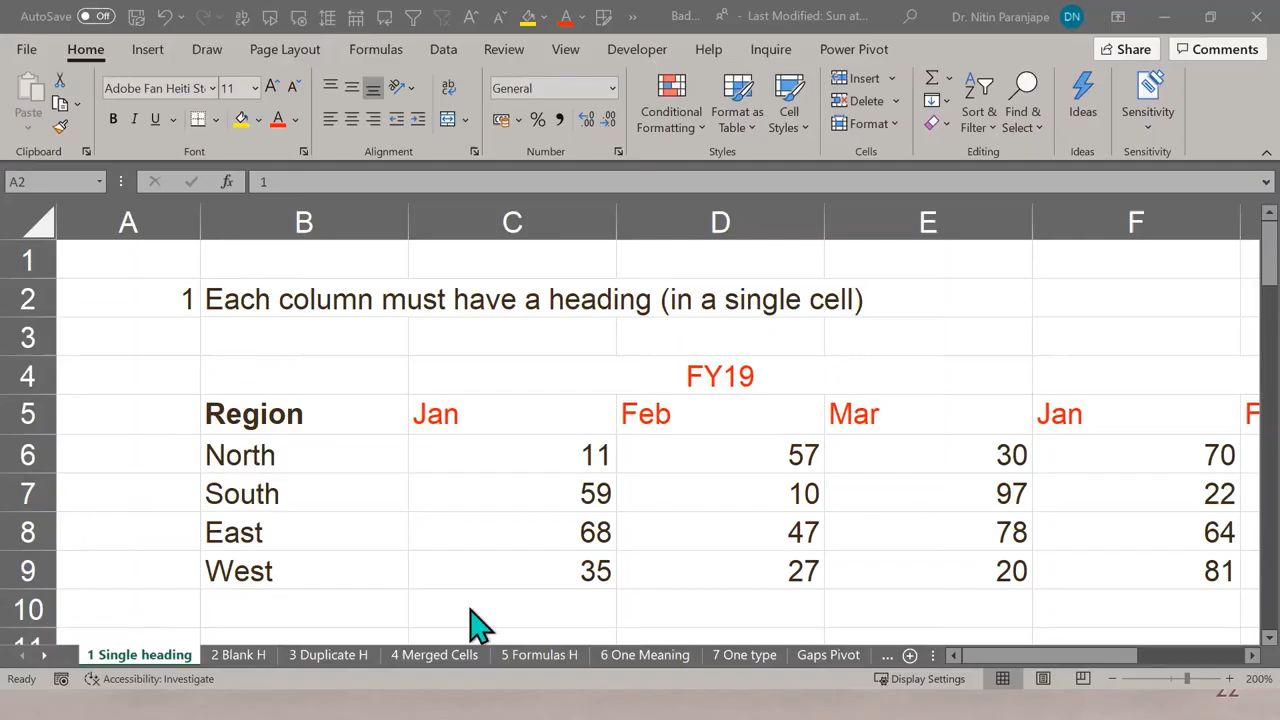 AutoSave Off Bad... Last Modified: Sun at... Dr. Nitin Paranjape DN
File Home Insert Draw Page Layout Formulas Data Review View Developer Help Inquire Power Pivot Share Comments
Paste
Clipboard
Adobe Fan Heiti St 11
B I U
Font
Alignment
General
Number
Conditional Formatting
Format as Table
Cell Styles
Styles
Insert
Delete
Format
Cells
Sort & Filter
Find & Select
Editing
Ideas
Ideas
Sensitivity
Sensitivity
A2 fx 1
A B C D E F
1
2 1 Each column must have a heading (in a single cell)
3
4 FY19
5 Region Jan Feb Mar Jan F
6 North 11 57 30 70
7 South 59 10 97 22
8 East 68 47 78 64
9 West 35 27 20 81
10
11
1 Single heading 2 Blank H 3 Duplicate H 4 Merged Cells 5 Formulas H 6 One Meaning 7 One type Gaps Pivot ...
Ready Accessibility: Investigate Display Settings 200%
22